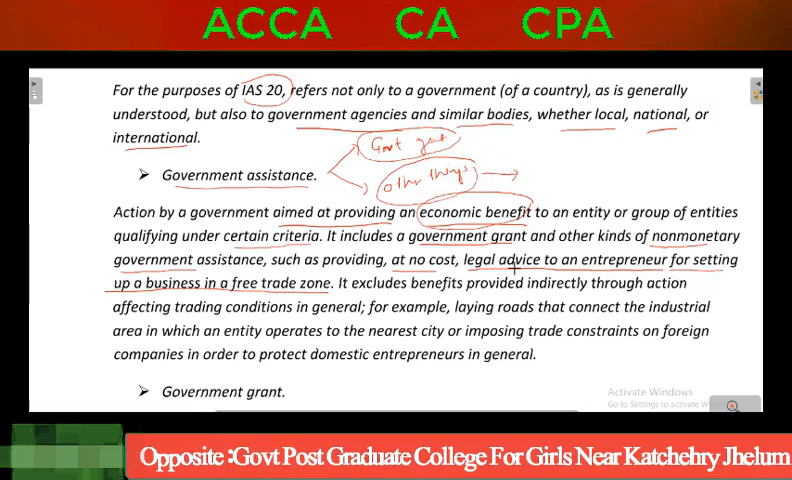 ACCA CA CPA
For the purposes of IAS 20, refers not only to a government (of a country), as is generally
understood, but also to government agencies and similar bodies, whether local, national, or
international.
Govt
➢ Government assistance.
other things
Action by a government aimed at providing an economic benefit to an entity or group of entities
qualifying under certain criteria. It includes a government grant and other kinds of nonmonetary
government assistance, such as providing, at no cost, legal advice to an entrepreneur for setting
up a business in a free trade zone. It excludes benefits provided indirectly through action
affecting trading conditions in general; for example, laying roads that connect the industrial
area in which an entity operates to the nearest city or imposing trade constraints on foreign
companies in order to protect domestic entrepreneurs in general.
➢ Government grant.
Activate Windows
Go to Settings to activate W
Opposite :Govt Post Graduate College For Girls Near Katchehry Jhelum